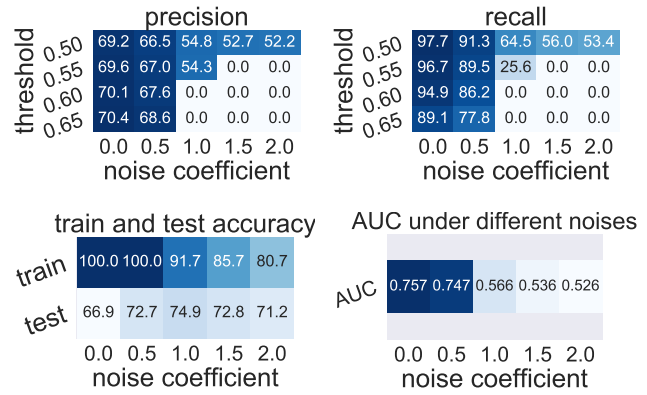 precision
threshold
0.50 69.2 66.5 54.8 52.7 52.2
0.55 69.6 67.0 54.3 0.0 0.0
0.60 70.1 67.6 0.0 0.0 0.0
0.65 70.4 68.6 0.0 0.0 0.0
0.0 0.5 1.0 1.5 2.0
noise coefficient
recall
threshold
0.50 97.7 91.3 64.5 56.0 53.4
0.55 96.7 89.5 25.6 0.0 0.0
0.60 94.9 86.2 0.0 0.0 0.0
0.65 89.1 77.8 0.0 0.0 0.0
0.0 0.5 1.0 1.5 2.0
noise coefficient
train and test accuracy
train 100.0 100.0 91.7 85.7 80.7
test 66.9 72.7 74.9 72.8 71.2
0.0 0.5 1.0 1.5 2.0
noise coefficient
AUC under different noises
AUC 0.757 0.747 0.566 0.536 0.526
0.0 0.5 1.0 1.5 2.0
noise coefficient